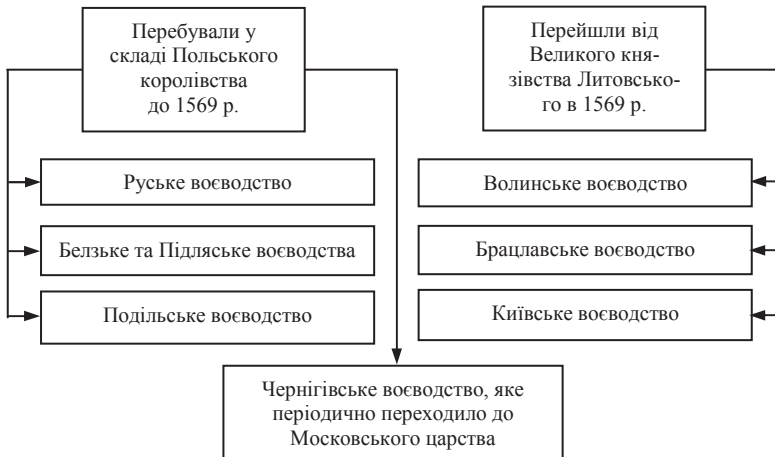 Перебували у
складі Польського
королівства
до 1569 р.
Перейшли від
Великого кня-
зівства Литовсько-
го в 1569 р.
Руське воєводство
Волинське воєводство
Белзьке та Підляське воєводства
Брацлавське воєводство
Подільське воєводство
Київське воєводство
Чернігівське воєводство, яке
періодично переходило до
Московського царства